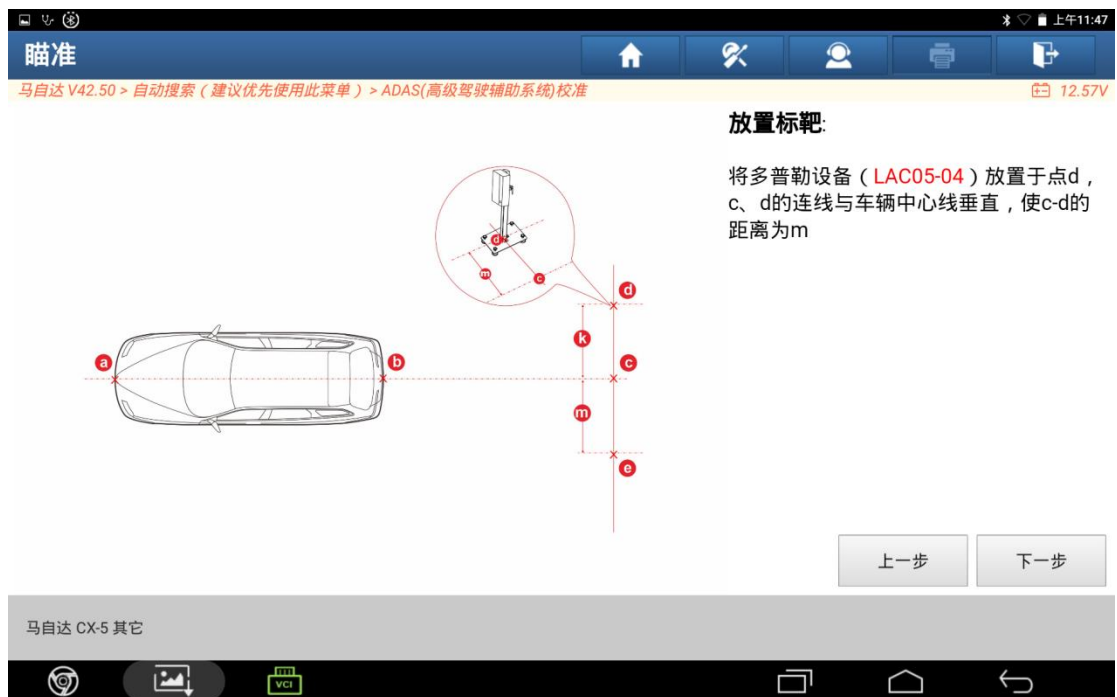 上午11:47
瞄准
马自达 V42.50 > 自动搜索 ( 建议优先使用此菜单 ) > ADAS(高级驾驶辅助系统)校准
12.57V
放置标靶:
将多普勒设备 ( LAC05-04 ) 放置于点d ,
c、d的连线与车辆中心线垂直 , 使c-d的
距离为m
d
m
c
d
k
a
b
c
m
e
上一步
下一步
马自达 CX-5 其它
VCI